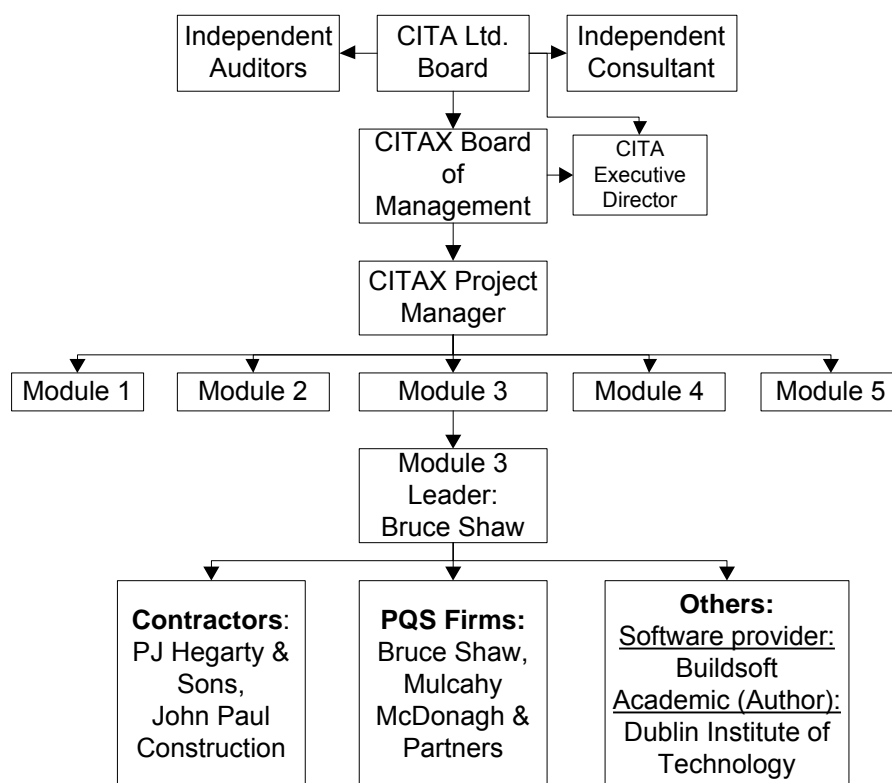 Independent
Auditors
CITA Ltd.
Board
Independent
Consultant
CITAX Board
of
Management
CITA
Executive
Director
CITAX Project
Manager
Module 1
Module 2
Module 3
Module 4
Module 5
Module 3
Leader:
Bruce Shaw
Contractors:
PJ Hegarty &
Sons,
John Paul
Construction
PQS Firms:
Bruce Shaw,
Mulcahy
McDonagh &
Partners
Others:
Software provider:
Buildsoft
Academic (Author):
Dublin Institute of
Technology